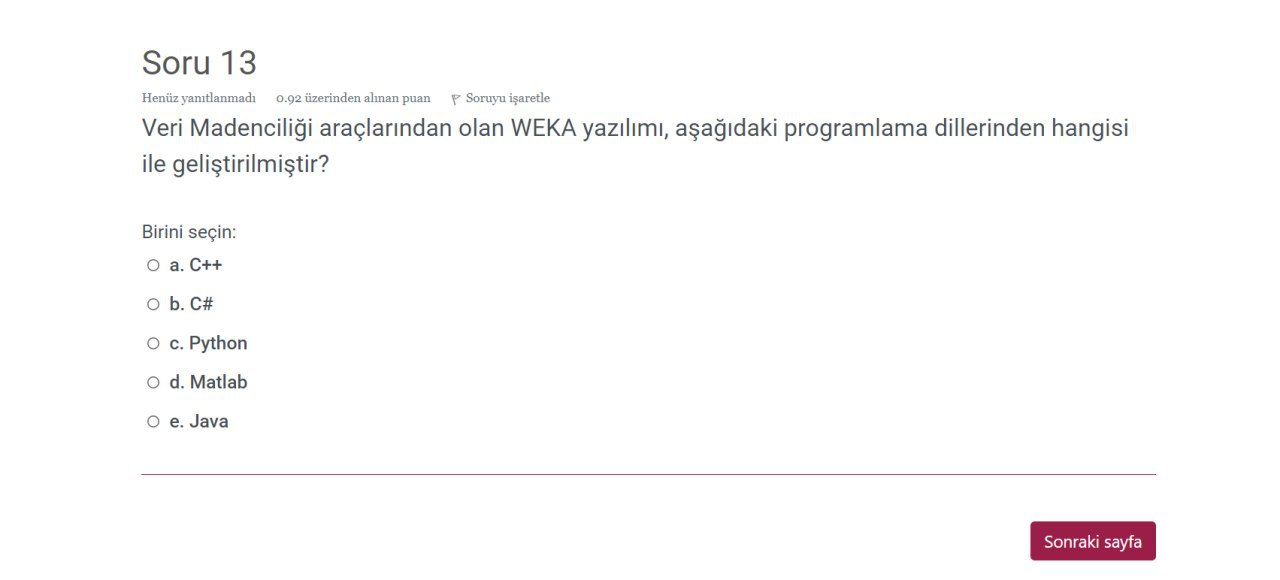 Soru 13
Henüz yanıtlanmadı 0.92 üzerinden alınan puan Soruyu işaretle
Veri Madenciliği araçlarından olan WEKA yazılımı, aşağıdaki programlama dillerinden hangisi
ile geliştirilmiştir?
Birini seçin:
a. C++
b. C#
c. Python
d. Matlab
e. Java
Sonraki sayfa